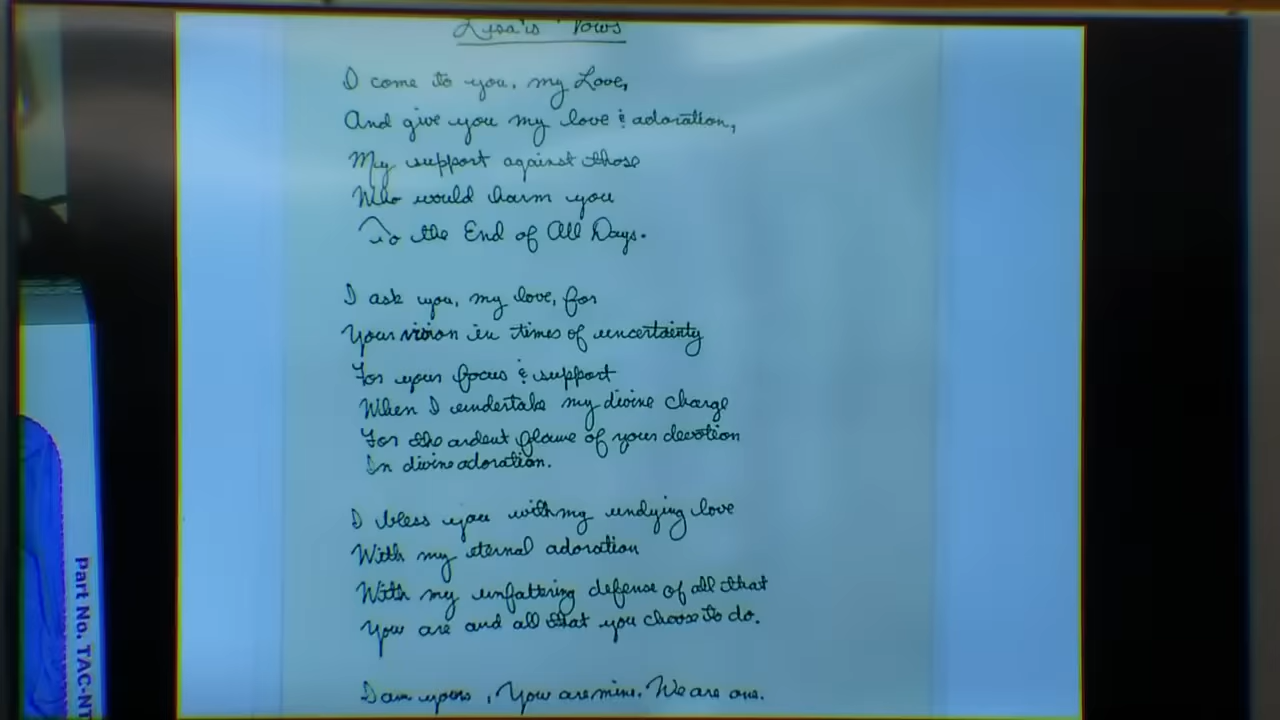 Lisa's Vows
I come to you, my Love,
And give you my love & adoration,
My support against those
Who would harm you
To the End of All Days.
I ask you, my love, for
Your vision in times of uncertainty
For your focus & support
When I undertake my divine charge
For the ardent flame of your devotion
In divine adoration.
I bless you with my undying love
With my eternal adoration
With my unfaltering defense of all that
You are and all that you choose to do.
I am yours, You are mine. We are one.
Part No. TAC-NT